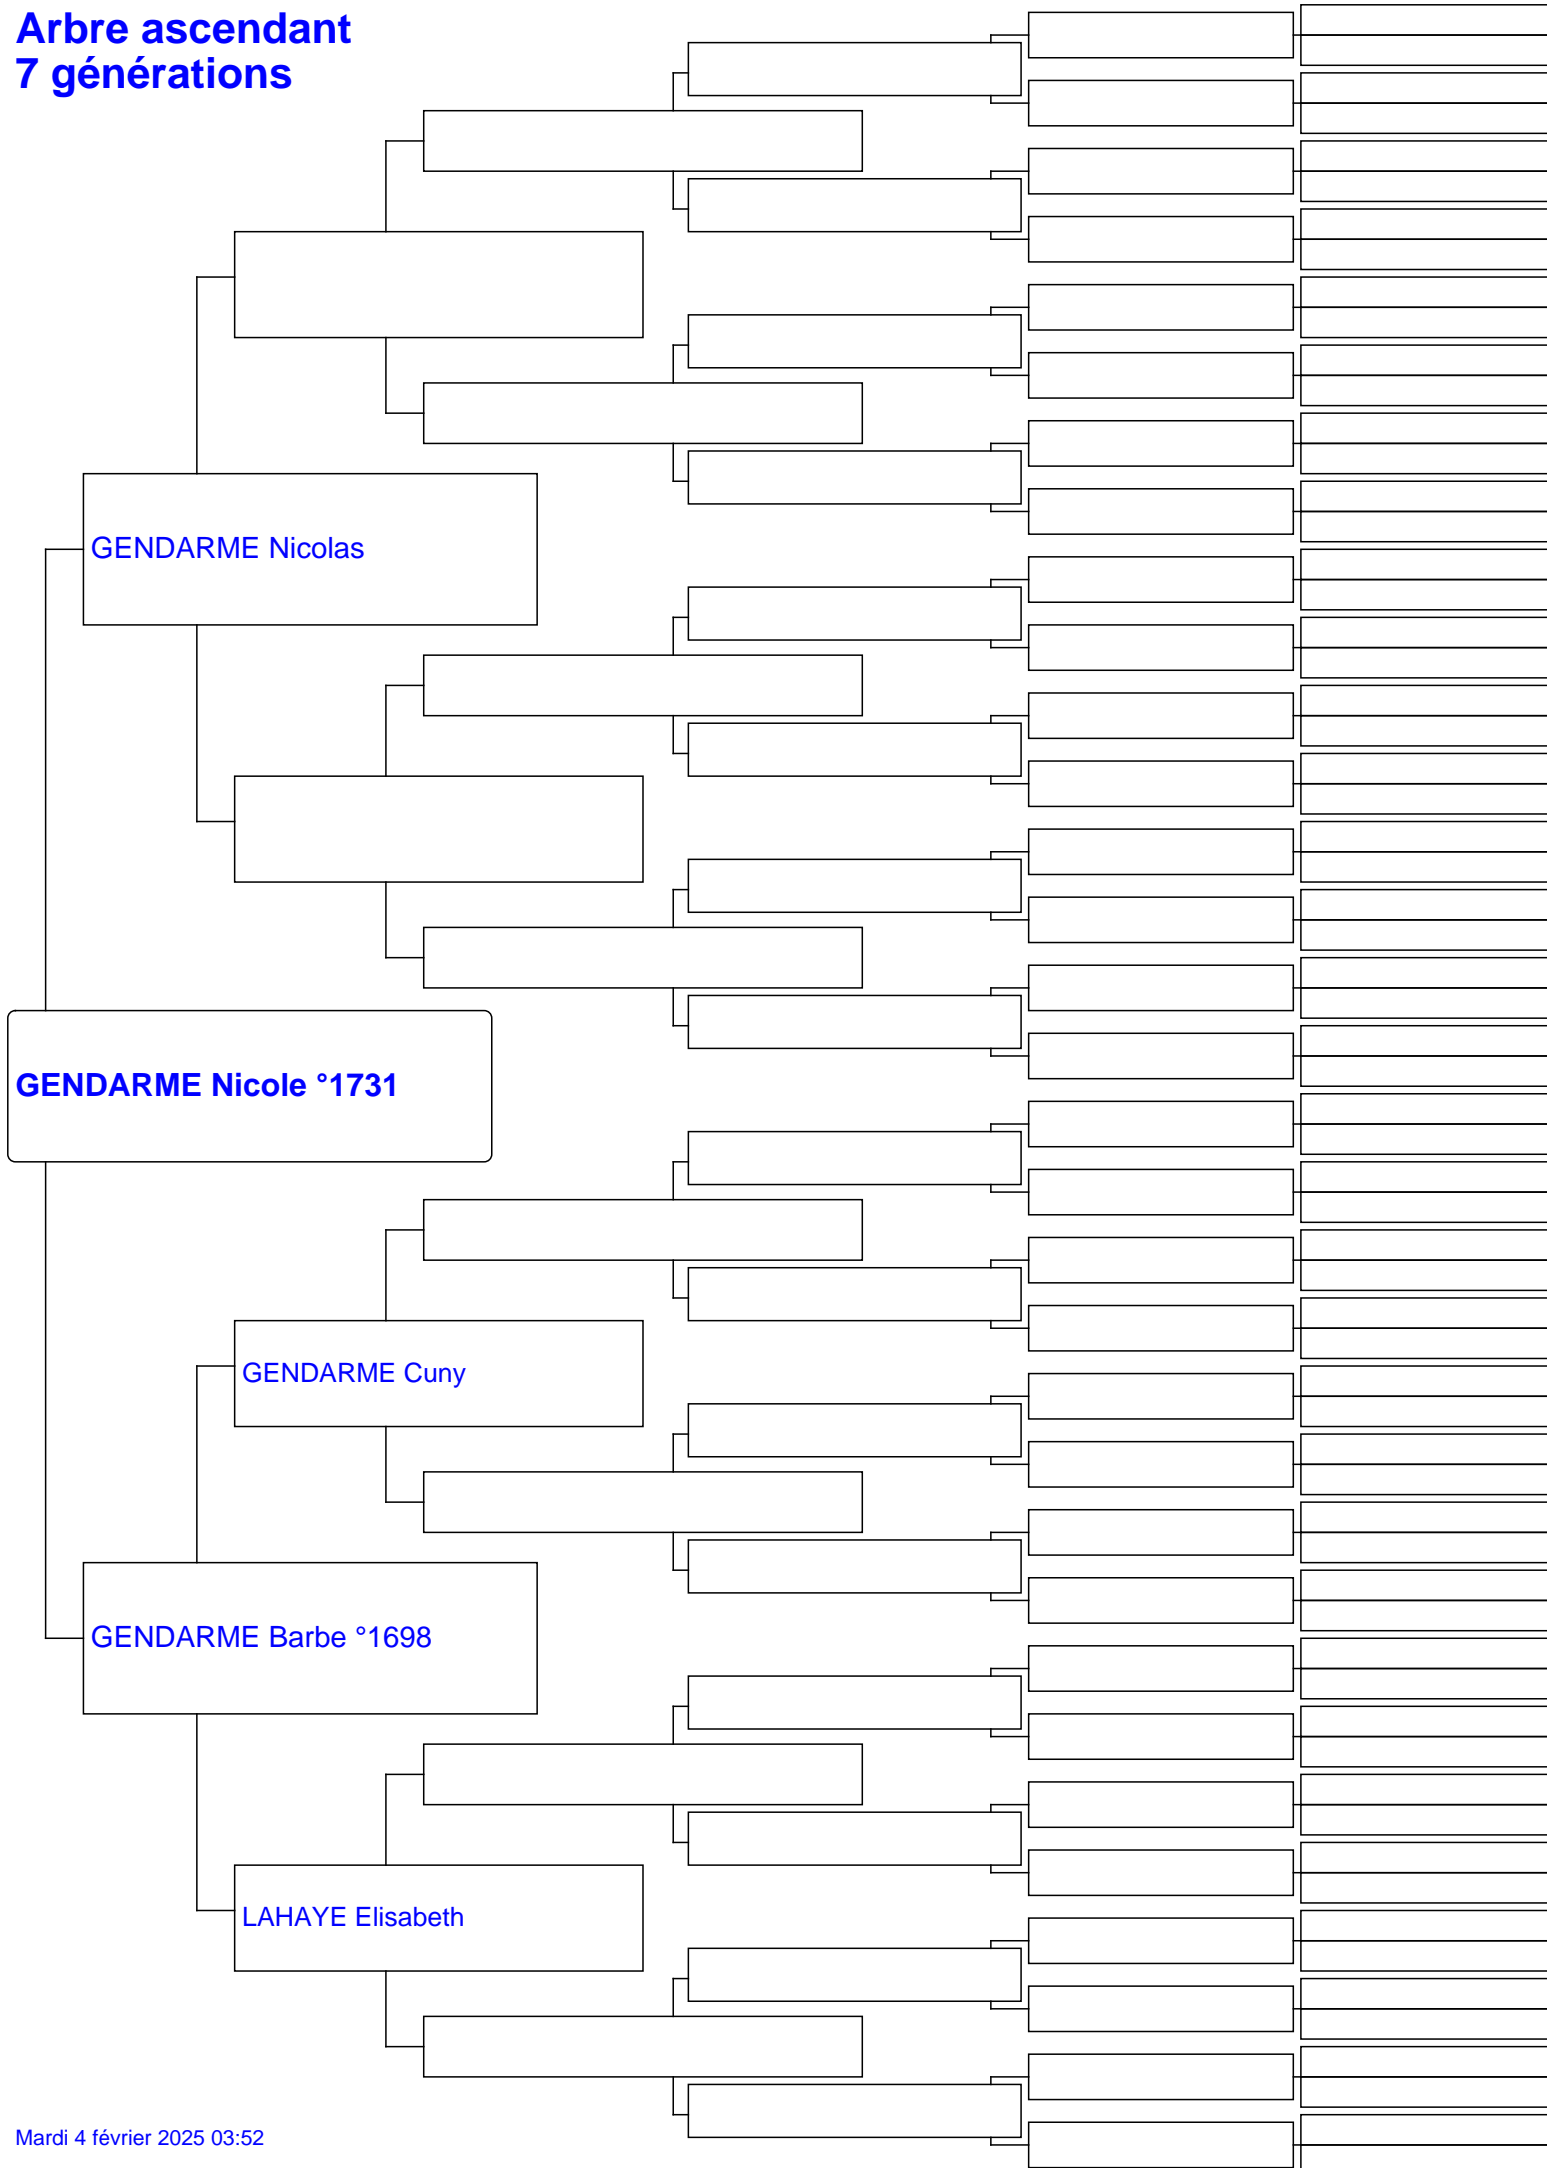 Arbre ascendant
7 générations
GENDARME Nicolas
GENDARME Nicole °1731
GENDARME Cuny
GENDARME Barbe °1698
LAHAYE Elisabeth
Mardi 4 février 2025 03:52